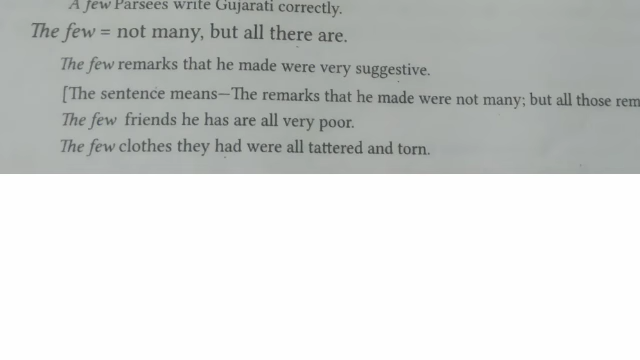 A few Parsees write Gujarati correctly.
The few = not many, but all there are.
The few remarks that he made were very suggestive.
[The sentence means—The remarks that he made were not many; but all those
The few friends he has are all very poor.
The few clothes they had were all tattered and torn.